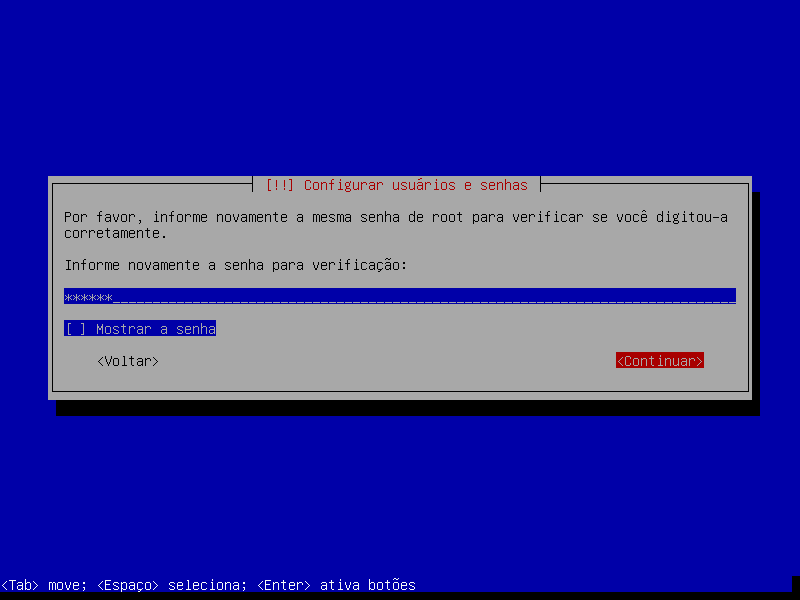 [!!] Configurar usuários e senhas
Por favor, informe novamente a mesma senha de root para verificar se você digitou-a
corretamente.
Informe novamente a senha para verificação:
******
[ ] Mostrar a senha
<Voltar> <Continuar>
<Tab> move; <Espaço> seleciona; <Enter> ativa botões